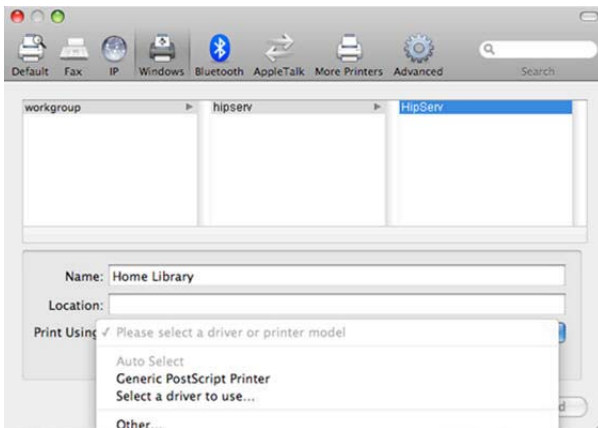 Default Fax IP Windows Bluetooth AppleTalk More Printers Advanced Search
workgroup hipserv HipServ
Name: Home Library
Location:
Print Using ✓ Please select a driver or printer model
Auto Select
Generic PostScript Printer
Select a driver to use...
Other...